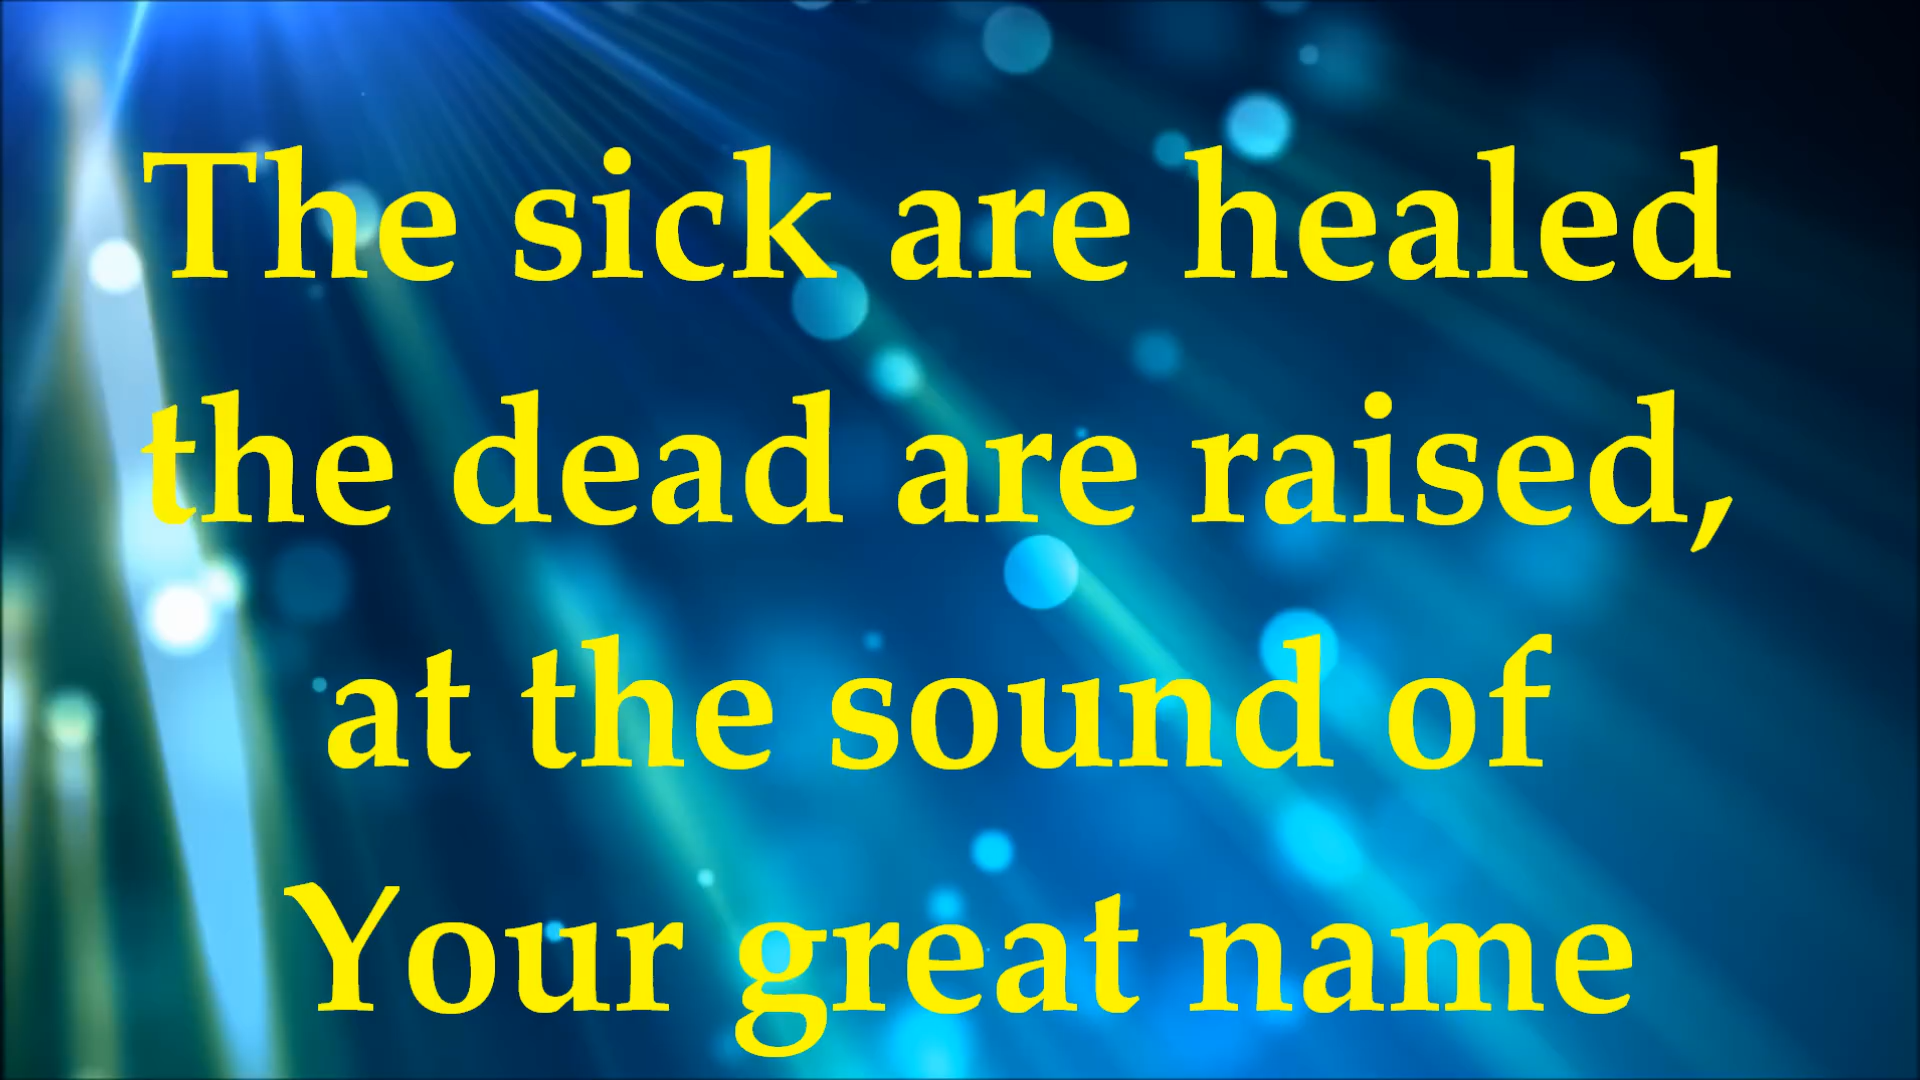 The sick are healed
the dead are raised,
at the sound of
Your great name